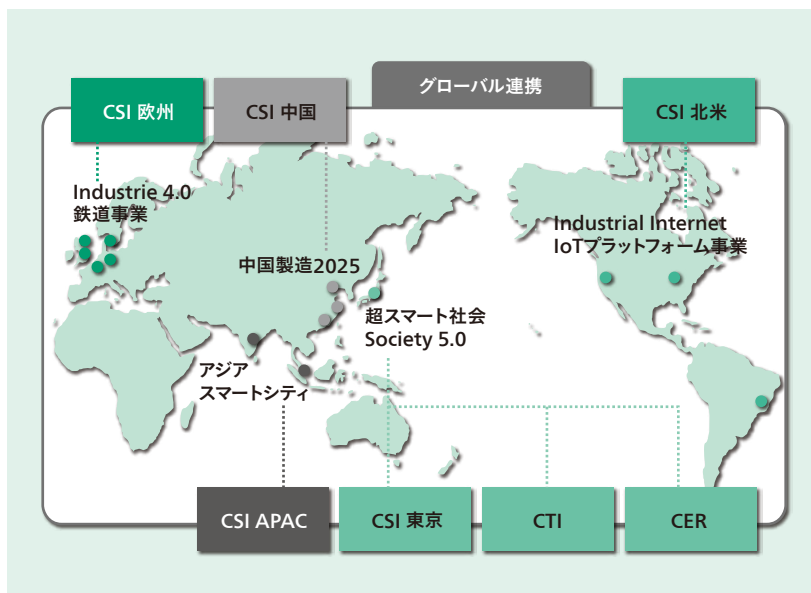 グローバル連携
CSI 欧州
CSI 中国
CSI 北米
Industrie 4.0
鉄道事業
中国製造2025
Industrial Internet
IoTプラットフォーム事業
超スマート社会
Society 5.0
アジア
スマートシティ
CSI APAC
CSI 東京
CTI
CER